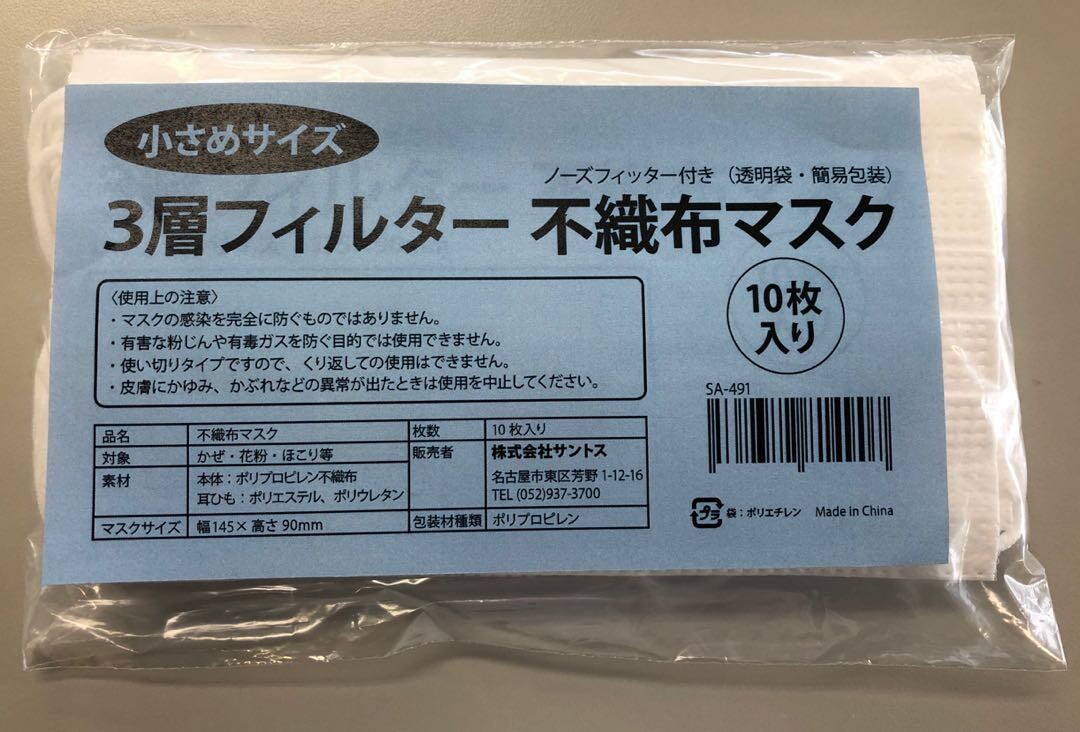 小さめサイズ
ノーズフィッター付き（透明袋・簡易包装）
3層フィルター 不織布マスク
〈使用上の注意〉
・マスクの感染を完全に防ぐものではありません。
・有害な粉じんや有毒ガスを防ぐ目的では使用できません。
・使い切りタイプですので、くり返しての使用はできません。
・皮膚にかゆみ、かぶれなどの異常が出たときは使用を中止してください。
10枚
入り
SA-491
品名 不織布マスク 枚数 10枚入り
対象 かぜ・花粉・ほこり等 販売者 株式会社サントス
素材 本体：ポリプロピレン不織布 名古屋市東区芳野1-12-16
耳ひも：ポリエステル、ポリウレタン TEL (052)937-3700
マスクサイズ 幅145×高さ90mm 包装材種類 ポリプロピレン
プラ 袋：ポリエチレン Made in China